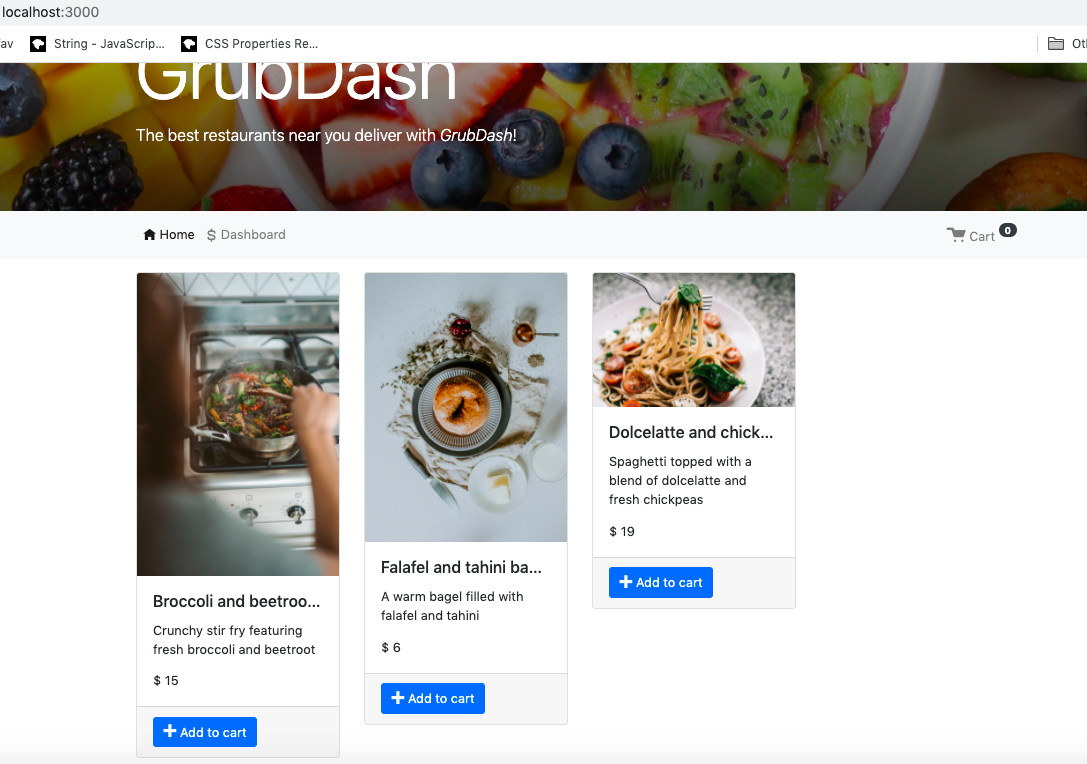 localhost:3000
av
String - JavaScrip...
CSS Properties Re...
Oth
GrubDash
The best restaurants near you deliver with GrubDash!
Home
$ Dashboard
Cart 0
Broccoli and beetroo...
Crunchy stir fry featuring
fresh broccoli and beetroot
$ 15
Add to cart
Falafel and tahini ba...
A warm bagel filled with
falafel and tahini
$ 6
Add to cart
Dolcelatte and chick...
Spaghetti topped with a
blend of dolcelatte and
fresh chickpeas
$ 19
Add to cart